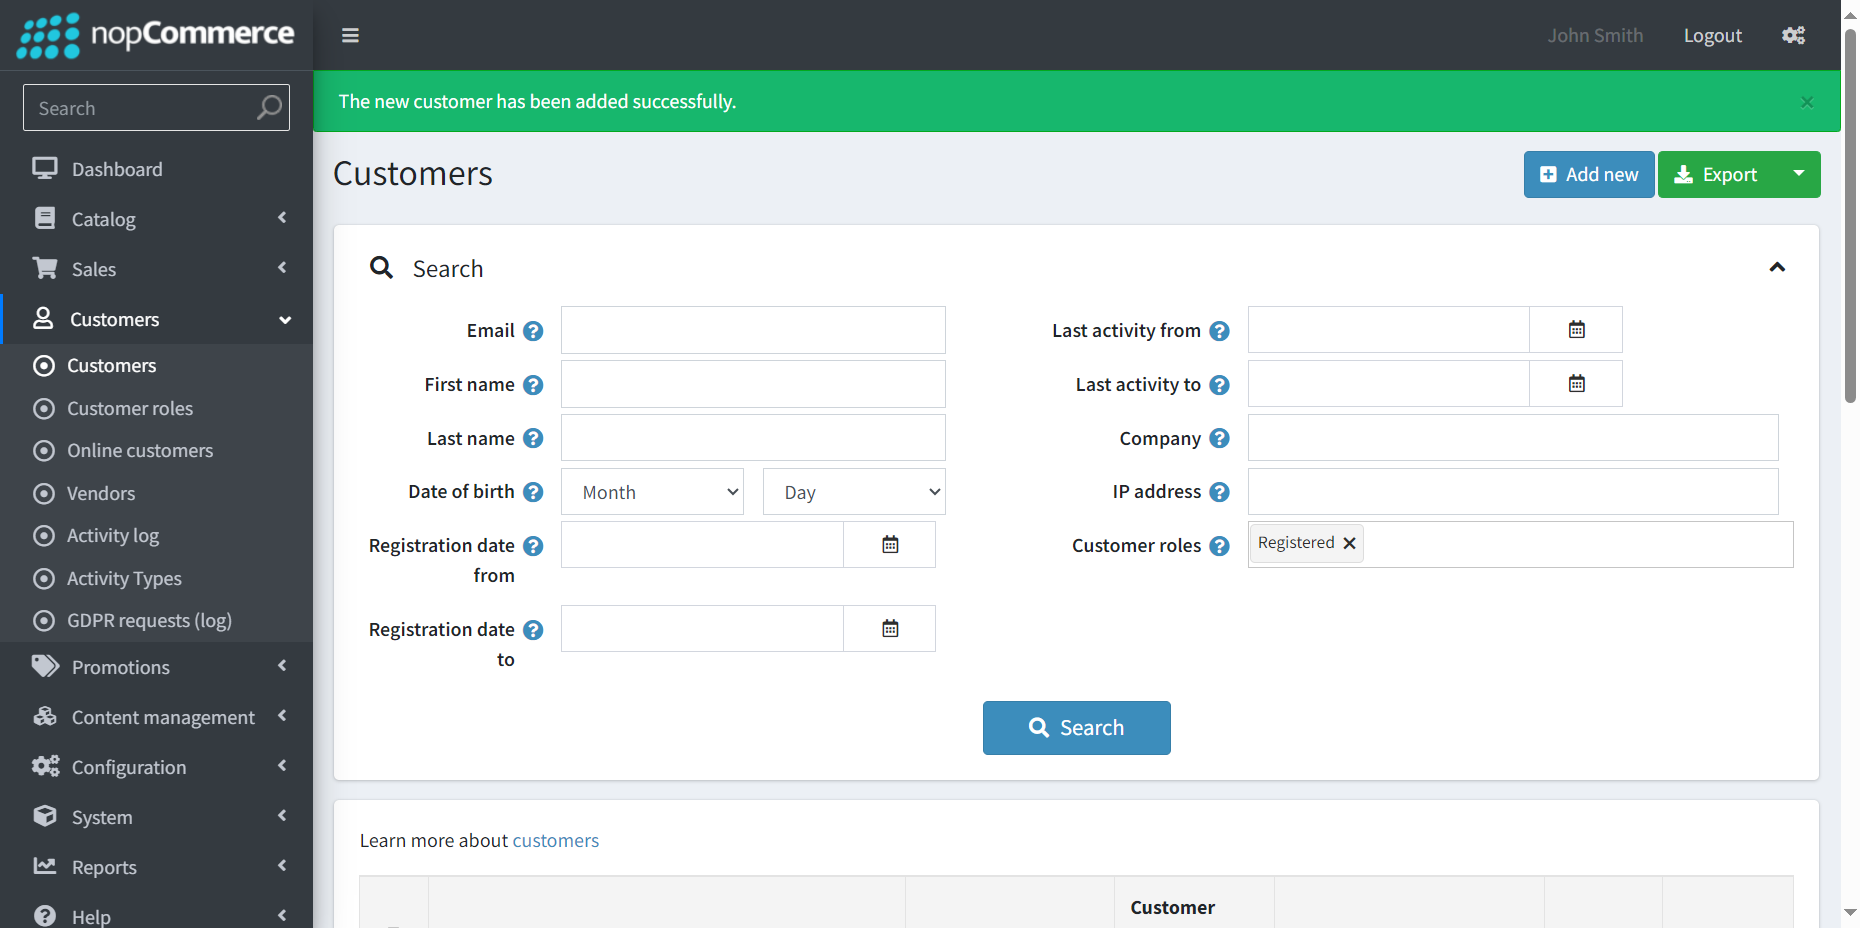 nopCommerce
John Smith
Logout
Search
The new customer has been added successfully.
×
Dashboard
Catalog
Sales
Customers
Customers
Customer roles
Online customers
Vendors
Activity log
Activity Types
GDPR requests (log)
Promotions
Content management
Configuration
System
Reports
Help
Customers
Add new
Export
Search
Email ?
First name ?
Last name ?
Date of birth ?
Month
Day
Registration date ?
from
Registration date ?
to
Last activity from ?
Last activity to ?
Company ?
IP address ?
Customer roles ?
Registered ×
Search
Learn more about customers
Customer